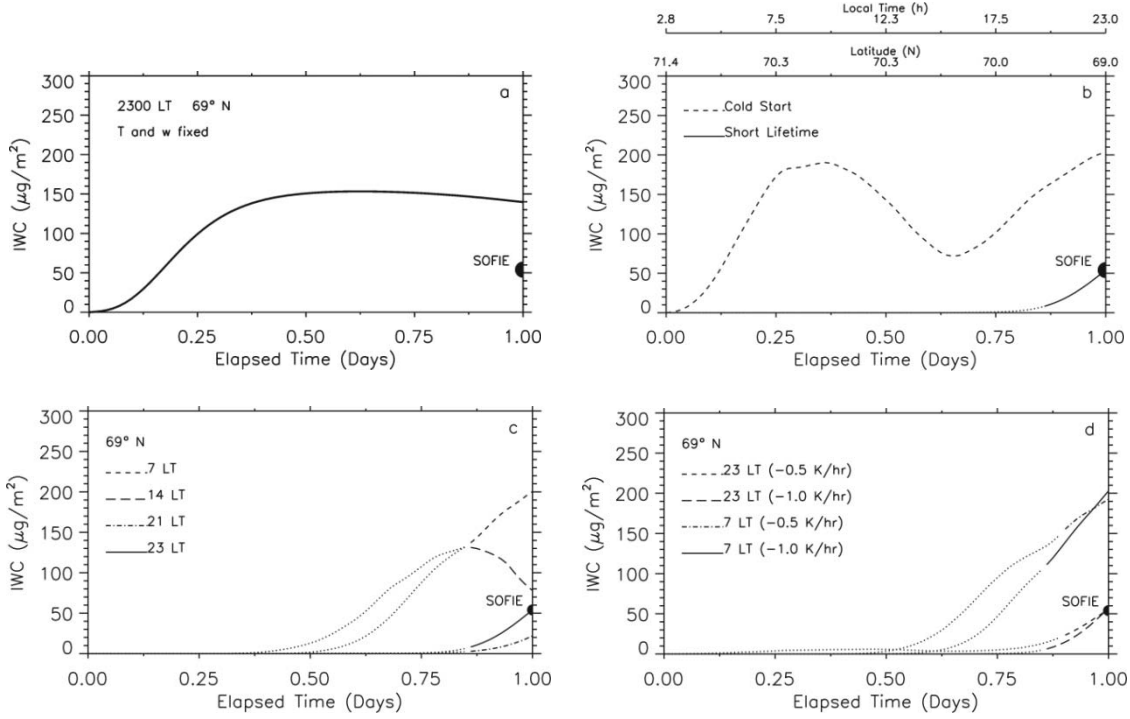 Local Time (h)
2.8 7.5 12.3 17.5 23.0
Latitude (N)
71.4 70.3 70.3 70.0 69.0
300
250
200
150
100
50
0
IWC (μg/m²)
a
2300 LT 69° N
T and w fixed
SOFIE
0.00 0.25 0.50 0.75 1.00
Elapsed Time (Days)
300
250
200
150
100
50
0
IWC (μg/m²)
b
Cold Start
Short Lifetime
SOFIE
0.00 0.25 0.50 0.75 1.00
Elapsed Time (Days)
300
250
200
150
100
50
0
IWC (μg/m²)
c
69° N
7 LT
14 LT
21 LT
23 LT
SOFIE
0.00 0.25 0.50 0.75 1.00
Elapsed Time (Days)
300
250
200
150
100
50
0
IWC (μg/m²)
d
69° N
23 LT (−0.5 K/hr)
23 LT (−1.0 K/hr)
7 LT (−0.5 K/hr)
7 LT (−1.0 K/hr)
SOFIE
0.00 0.25 0.50 0.75 1.00
Elapsed Time (Days)